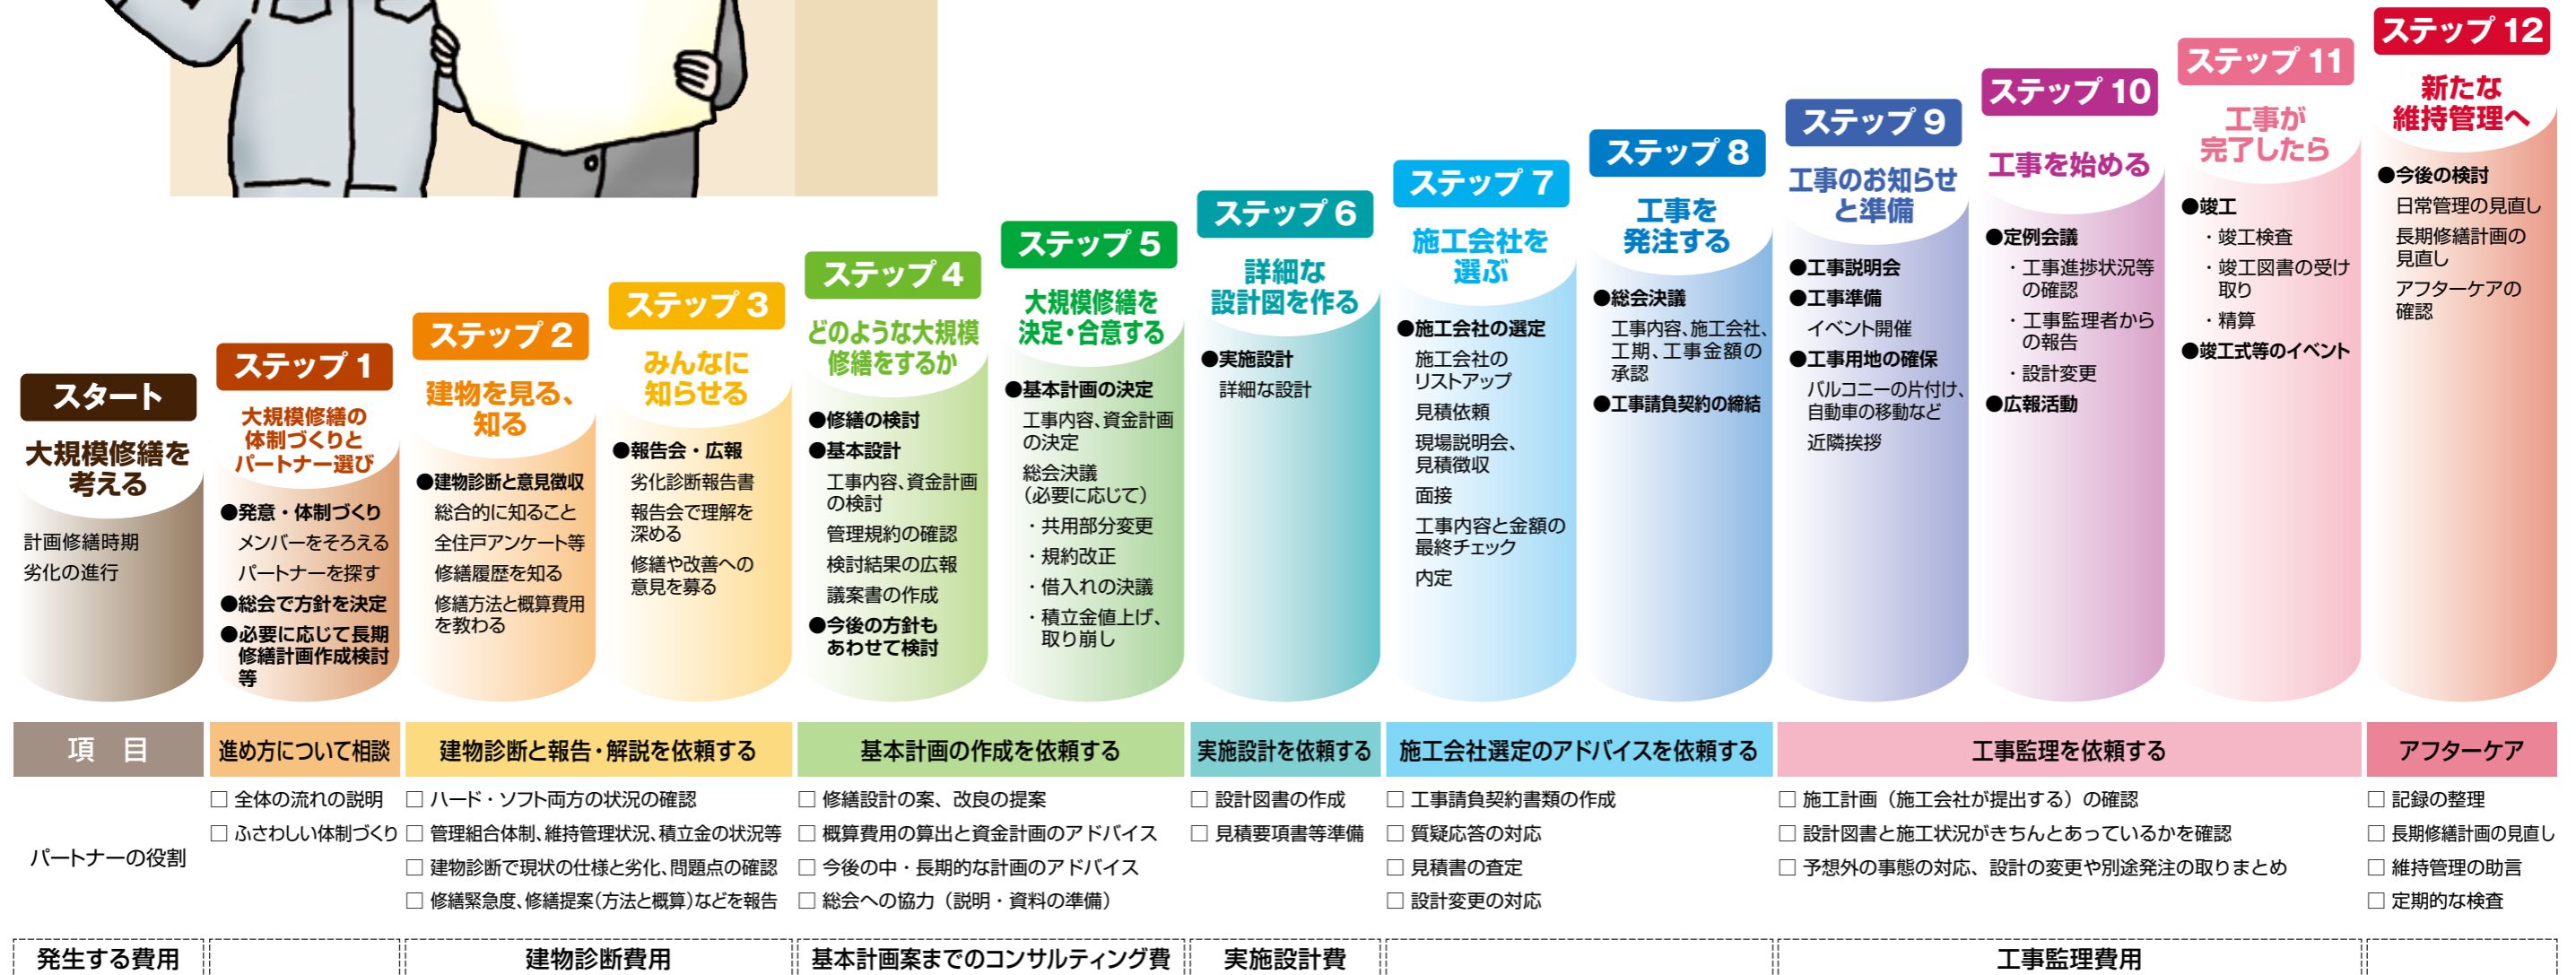 スタート
大規模修繕を
考える
計画修繕時期
劣化の進行
ステップ 1
大規模修繕の
体制づくりと
パートナー選び
●発意・体制づくり
メンバーをそろえる
パートナーを探す
●総会で方針を決定
●必要に応じて長期
修繕計画作成検討
等
ステップ 2
建物を見る、
知る
●建物診断と意見徴収
総合的に知ること
全住戸アンケート等
修繕履歴を知る
修繕方法と概算費用
を教わる
ステップ 3
みんなに
知らせる
●報告会・広報
劣化診断報告書
報告会で理解を
深める
修繕や改善への
意見を募る
ステップ 4
どのような大規模
修繕をするか
●修繕の検討
●基本設計
工事内容、資金計画
の検討
管理規約の確認
検討結果の広報
議案書の作成
●今後の方針も
あわせて検討
ステップ 5
大規模修繕を
決定・合意する
●基本計画の決定
工事内容、資金計画
の決定
総会決議
（必要に応じて）
・共用部分変更
・規約改正
・借入れの決議
・積立金値上げ、
取り崩し
ステップ 6
詳細な
設計図を作る
●実施設計
詳細な設計
ステップ 7
施工会社を
選ぶ
●施工会社の選定
施工会社の
リストアップ
見積依頼
現場説明会、
見積徴収
面接
工事内容と金額の
最終チェック
内定
ステップ 8
工事を
発注する
●総会決議
工事内容、施工会社、
工期、工事金額の
承認
●工事請負契約の締結
ステップ 9
工事のお知らせ
と準備
●工事説明会
●工事準備
イベント開催
●工事用地の確保
バルコニーの片付け、
自動車の移動など
近隣挨拶
ステップ 10
工事を始める
●定例会議
・工事進捗状況等
の確認
・工事監理者から
の報告
・設計変更
●広報活動
ステップ 11
工事が
完了したら
●竣工
・竣工検査
・竣工図書の受け
取り
・精算
●竣工式等のイベント
ステップ 12
新たな
維持管理へ
●今後の検討
日常管理の見直し
長期修繕計画の
見直し
アフターケアの
確認
項　目
進め方について相談
建物診断と報告・解説を依頼する
基本計画の作成を依頼する
実施設計を依頼する
施工会社選定のアドバイスを依頼する
工事監理を依頼する
アフターケア
パートナーの役割
□ 全体の流れの説明
□ ふさわしい体制づくり
□ ハード・ソフト両方の状況の確認
□ 管理組合体制、維持管理状況、積立金の状況等
□ 建物診断で現状の仕様と劣化、問題点の確認
□ 修繕緊急度、修繕提案（方法と概算）などを報告
□ 修繕設計の案、改良の提案
□ 概算費用の算出と資金計画のアドバイス
□ 今後の中・長期的な計画のアドバイス
□ 総会への協力（説明・資料の準備）
□ 設計図書の作成
□ 見積要項書等準備
□ 工事請負契約書類の作成
□ 質疑応答の対応
□ 見積書の査定
□ 設計変更の対応
□ 施工計画（施工会社が提出する）の確認
□ 設計図書と施工状況がきちんとあっているかを確認
□ 予想外の事態の対応、設計の変更や別途発注の取りまとめ
□ 記録の整理
□ 長期修繕計画の見直し
□ 維持管理の助言
□ 定期的な検査
発生する費用
建物診断費用
基本計画案までのコンサルティング費
実施設計費
工事監理費用